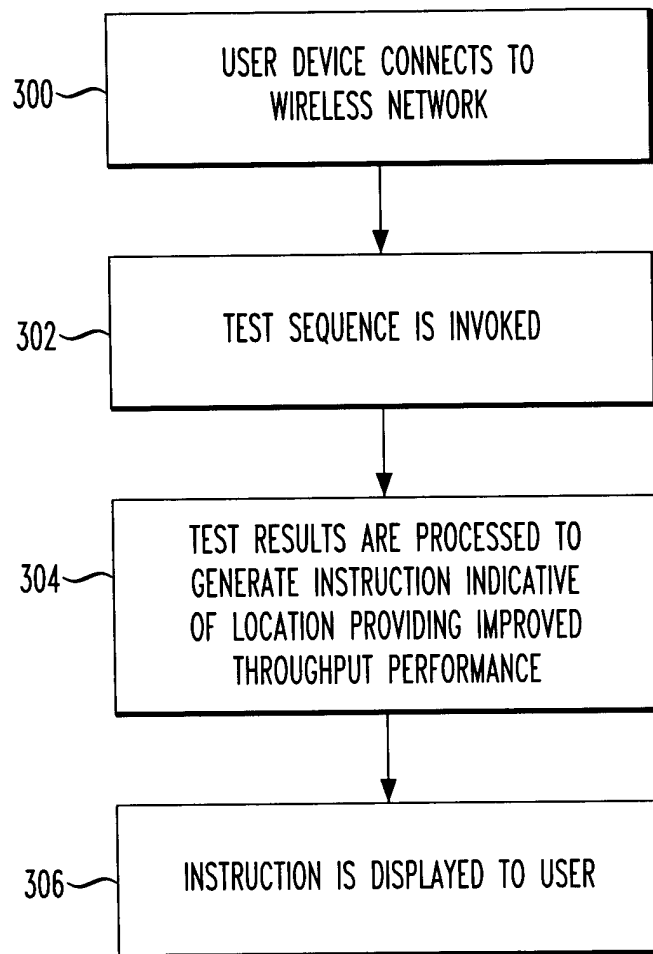 300
USER DEVICE CONNECTS TO
WIRELESS NETWORK
302
TEST SEQUENCE IS INVOKED
304
TEST RESULTS ARE PROCESSED TO
GENERATE INSTRUCTION INDICATIVE
OF LOCATION PROVIDING IMPROVED
THROUGHPUT PERFORMANCE
306
INSTRUCTION IS DISPLAYED TO USER